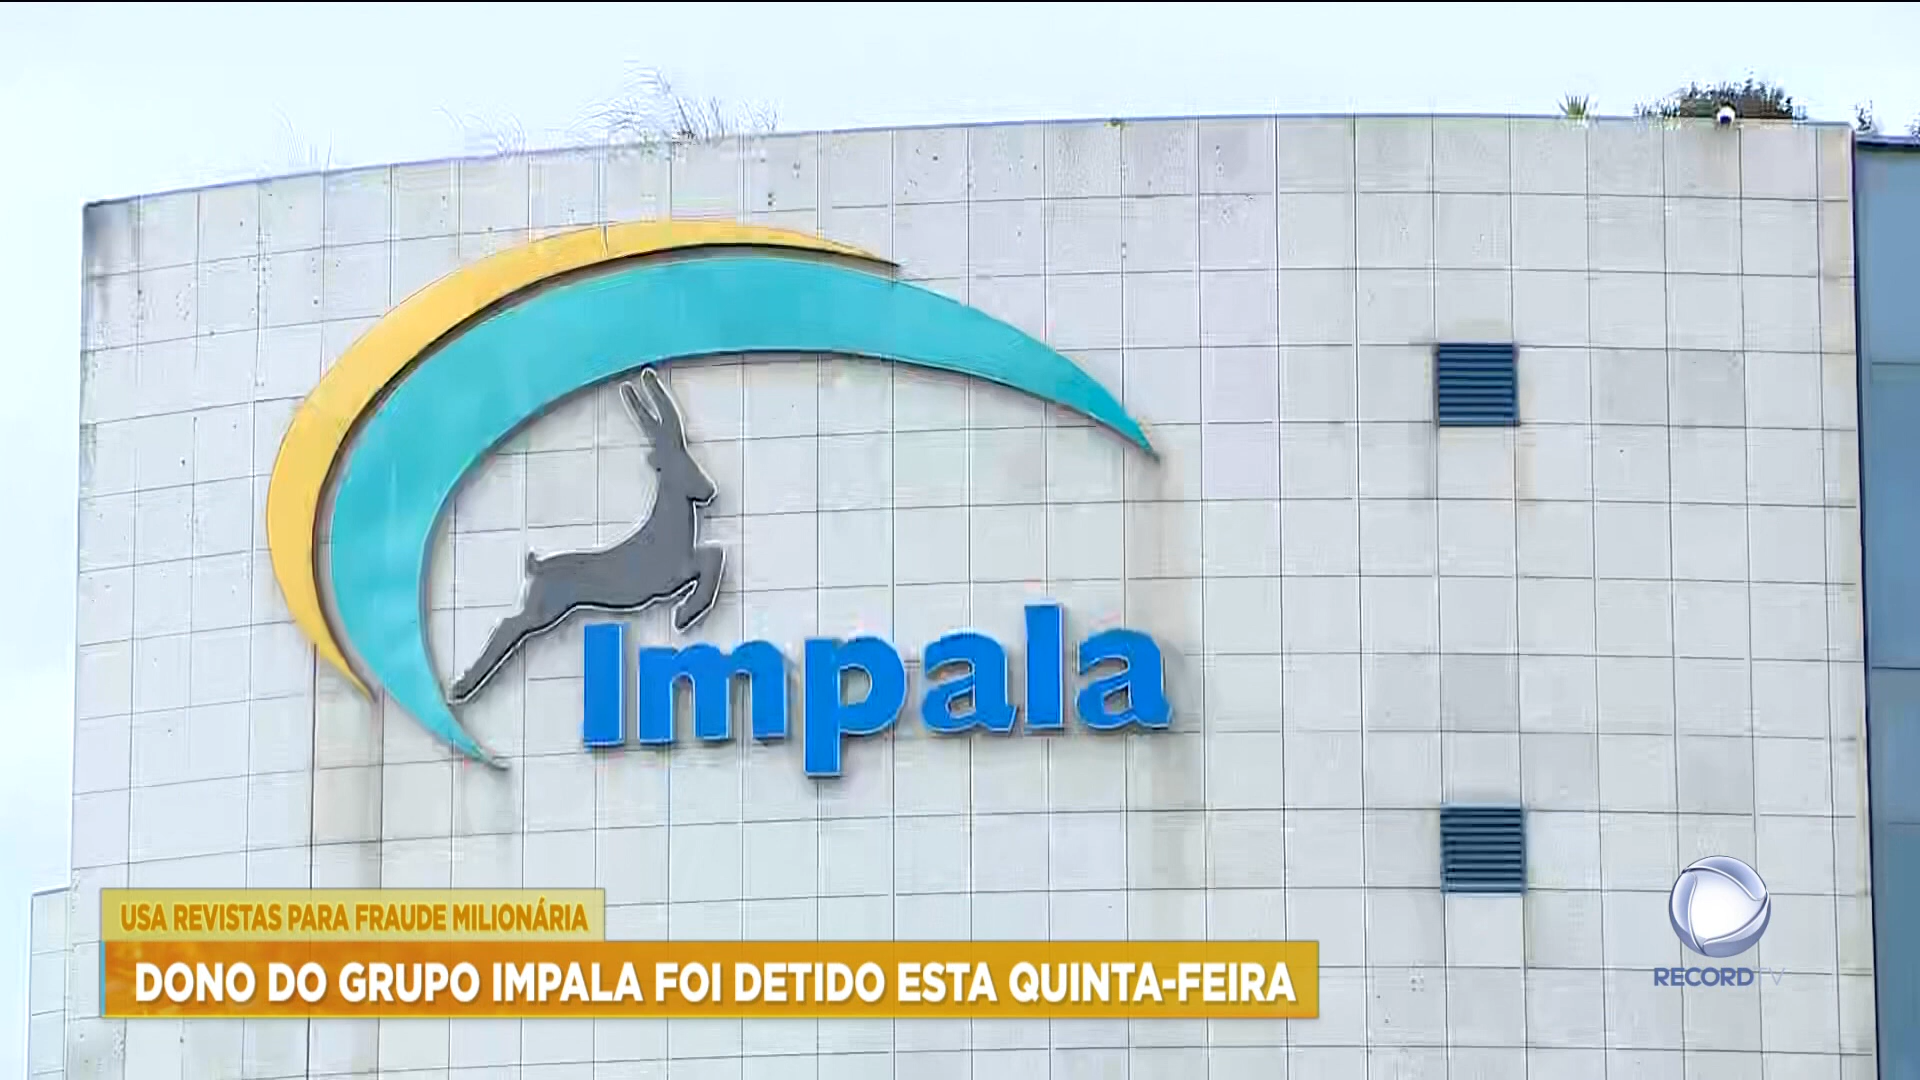 Impala
USA REVISTAS PARA FRAUDE MILIONÁRIA
DONO DO GRUPO IMPALA FOI DETIDO ESTA QUINTA-FEIRA
RECORD TV